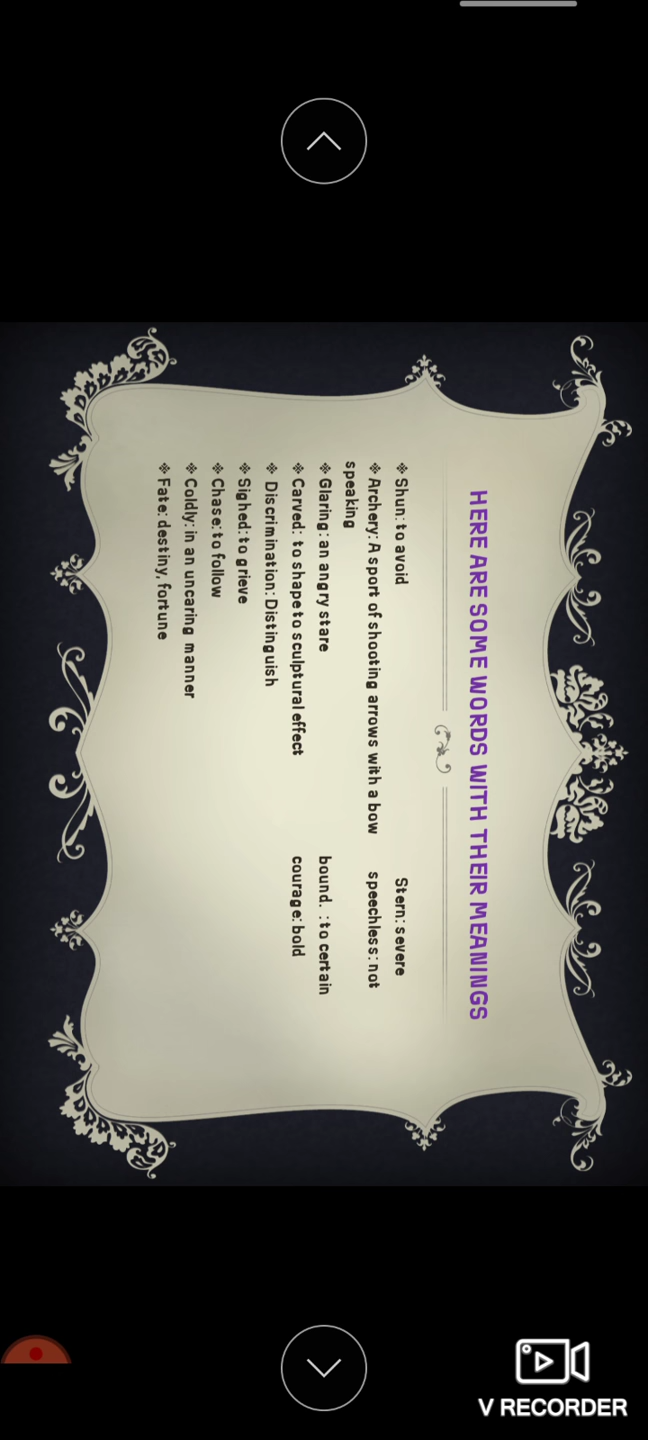 HERE ARE SOME WORDS WITH THEIR MEANINGS
❖ Shun: to avoid Stern: severe
❖ Archery: A sport of shooting arrows with a bow speechless: not
speaking
❖ Glaring: an angry stare bound. : to certain
❖ Carved: to shape to sculptural effect courage: bold
❖ Discrimination: Distinguish
❖ Sighed: to grieve
❖ Chase: to follow
❖ Coldly: in an uncaring manner
❖ Fate: destiny, fortune
V RECORDER